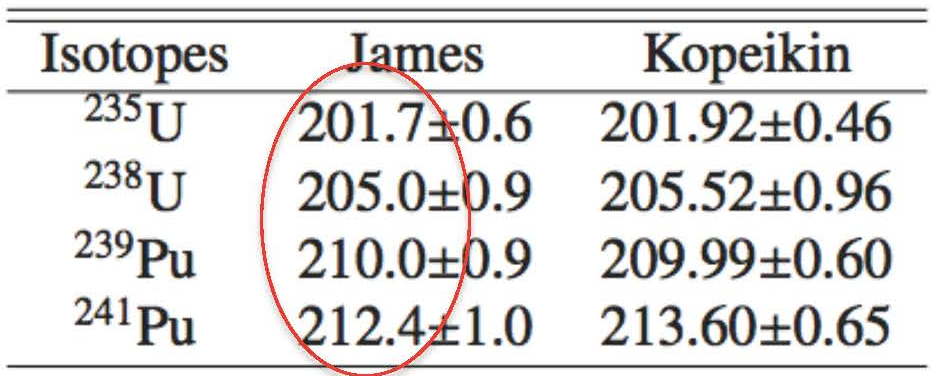 Isotopes James Kopeikin
²³⁵U 201.7±0.6 201.92±0.46
²³⁸U 205.0±0.9 205.52±0.96
²³⁹Pu 210.0±0.9 209.99±0.60
²⁴¹Pu 212.4±1.0 213.60±0.65